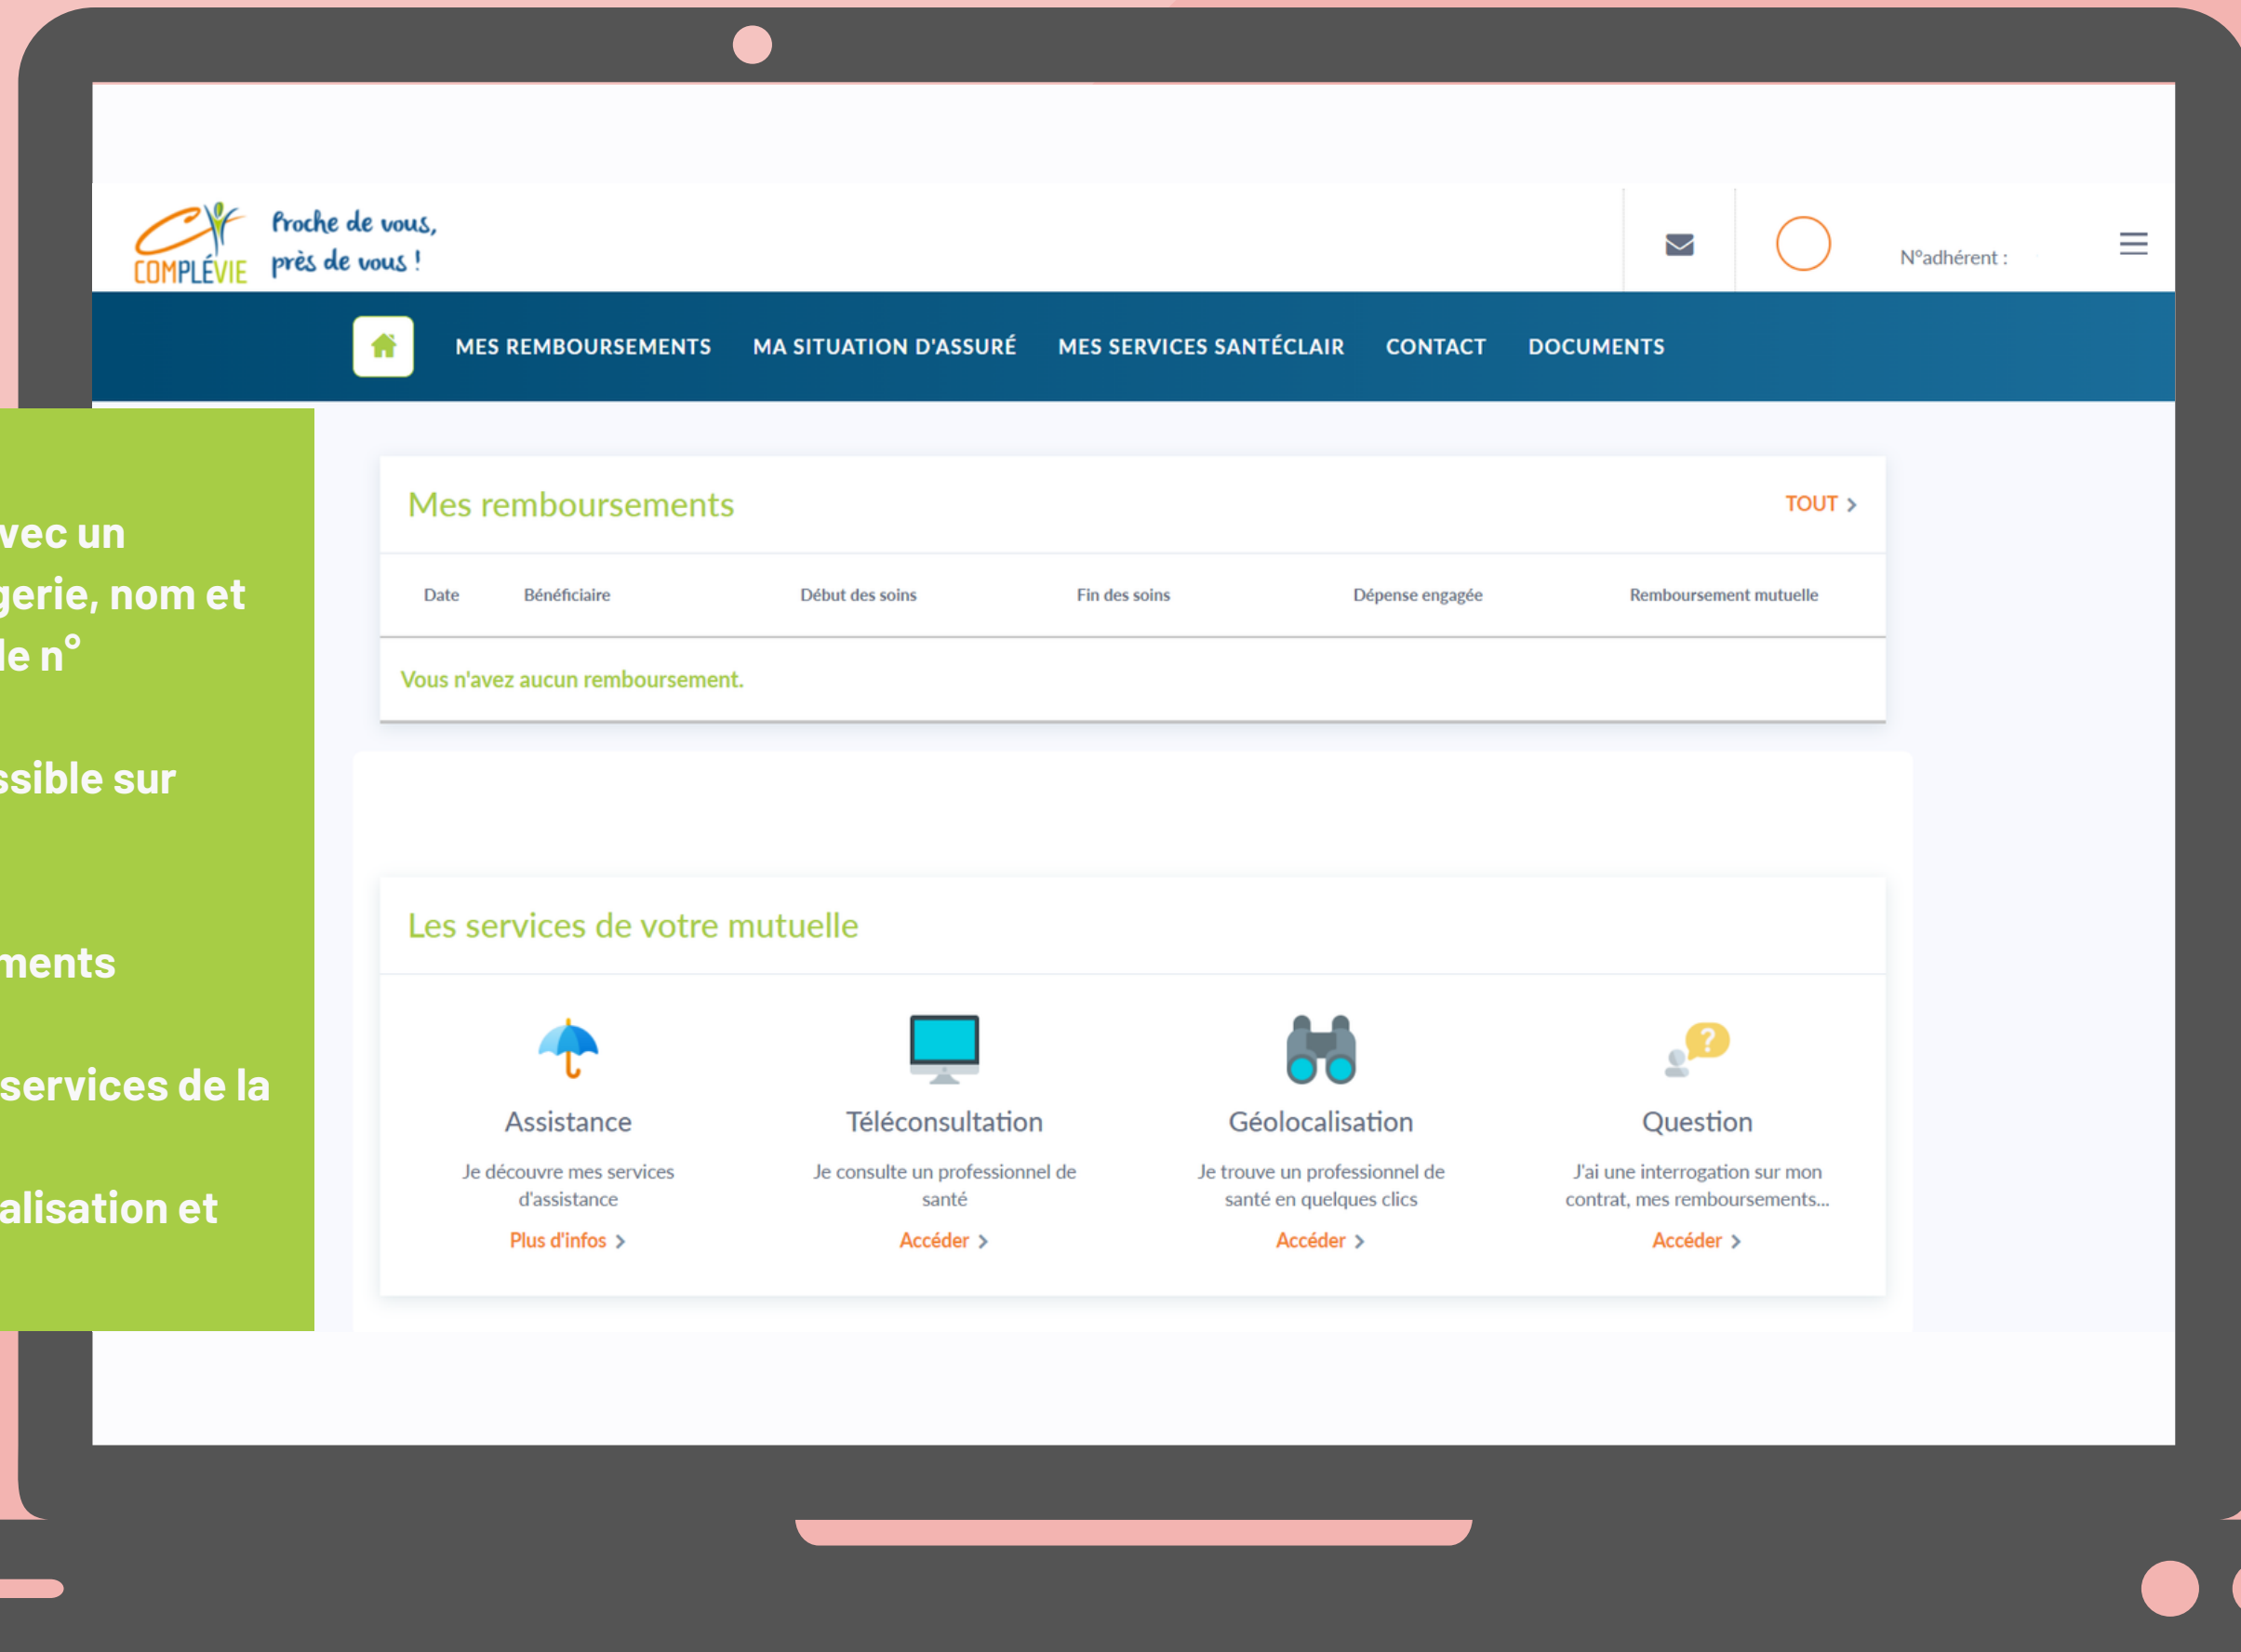 COMPLÉVIE
Proche de vous,
près de vous !
N°adhérent :
MES REMBOURSEMENTS MA SITUATION D'ASSURÉ MES SERVICES SANTÉCLAIR CONTACT DOCUMENTS
vec un
gerie, nom et
le n°
ssible sur
ments
services de la
alisation et
Mes remboursements
TOUT >
Date Bénéficiaire Début des soins Fin des soins Dépense engagée Remboursement mutuelle
Vous n'avez aucun remboursement.
Les services de votre mutuelle
Assistance
Je découvre mes services
d'assistance
Plus d'infos >
Téléconsultation
Je consulte un professionnel de
santé
Accéder >
Géolocalisation
Je trouve un professionnel de
santé en quelques clics
Accéder >
?
Question
J'ai une interrogation sur mon
contrat, mes remboursements...
Accéder >